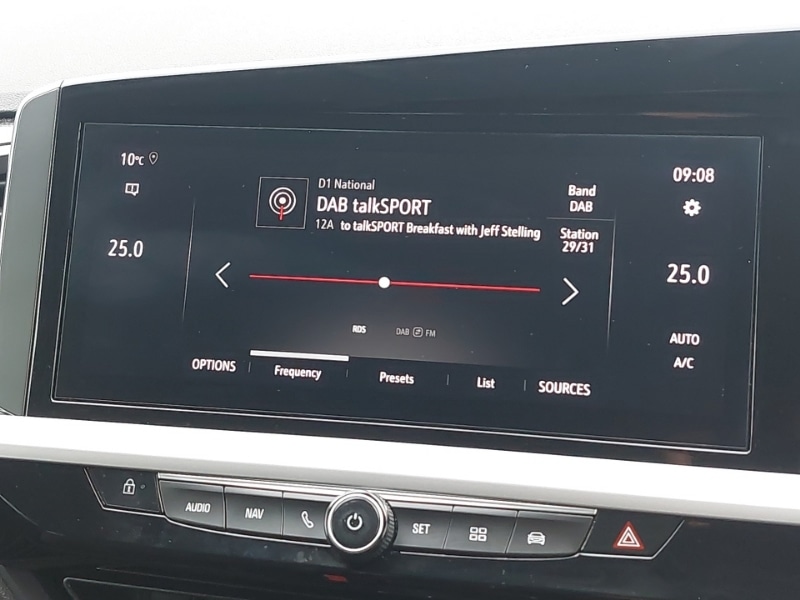 10°C
25.0
D1 National
DAB talkSPORT
12A to talkSPORT Breakfast with Jeff Stelling
Band
DAB
Station
29/31
09:08
25.0
AUTO
A/C
RDS
DAB FM
OPTIONS
Frequency
Presets
List
SOURCES
AUDIO
NAV
SET